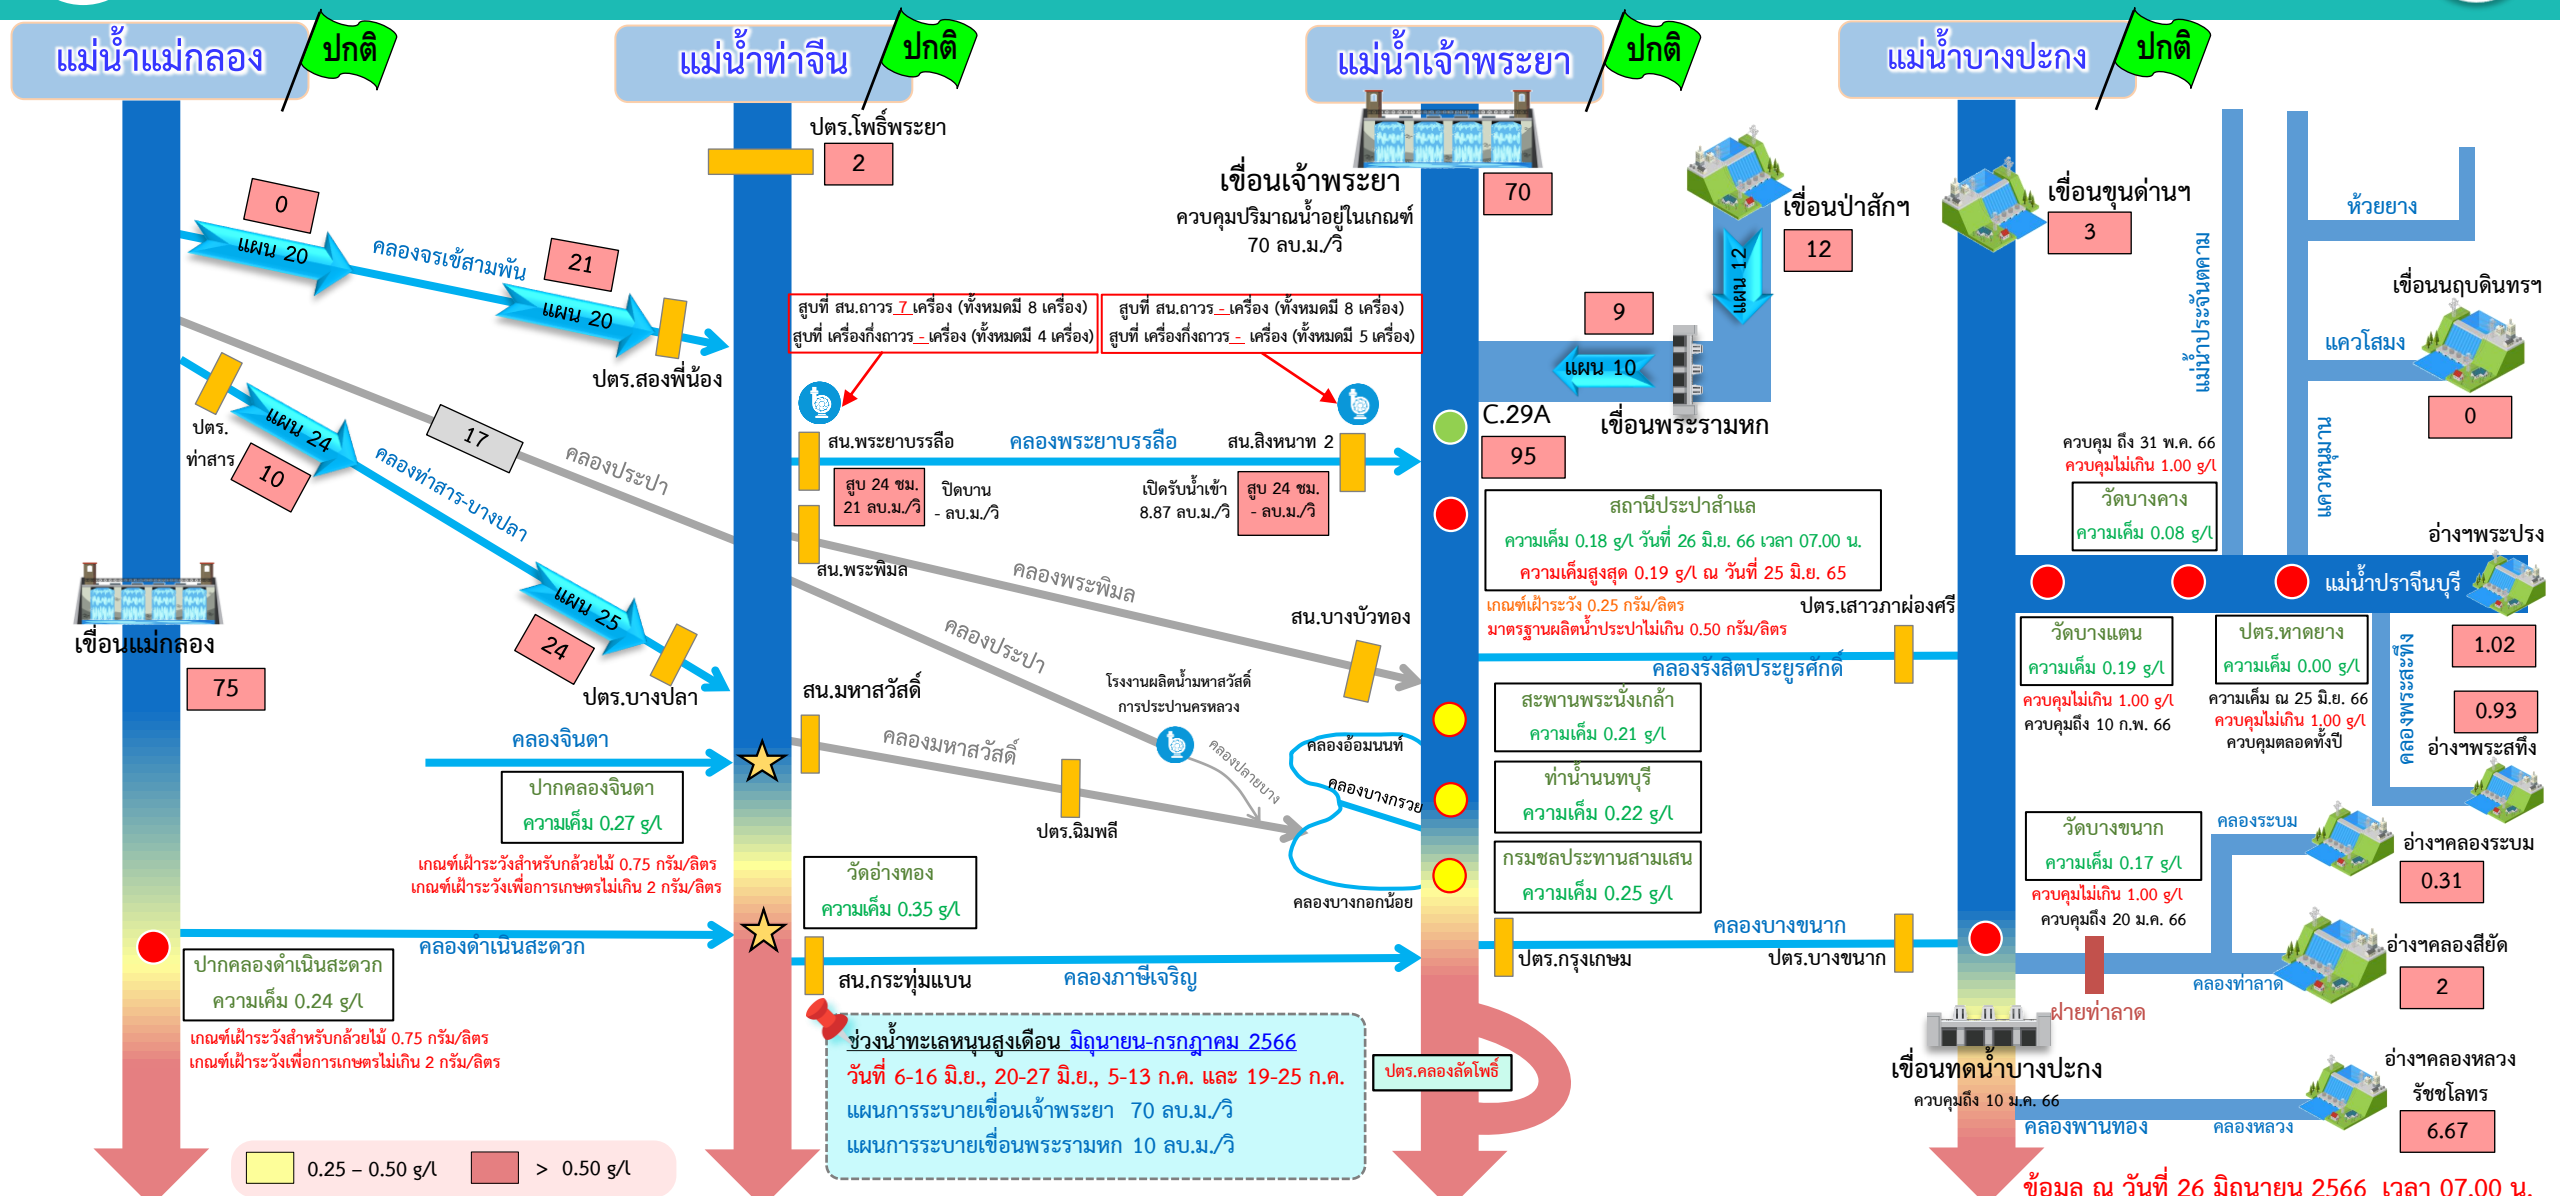 แม่น้ำแม่กลอง
ปกติ
แม่น้ำท่าจีน
ปกติ
แม่น้ำเจ้าพระยา
ปกติ
แม่น้ำบางปะกง
ปกติ
0
แผน 20
คลองจรเข้สามพัน
21
แผน 20
ปตร.สองพี่น้อง
ปตร.
ท่าสาร
แผน 24
10
17
คลองท่าสาร-บางปลา
คลองประปา
แผน 25
24
ปตร.บางปลา
เขื่อนแม่กลอง
75
คลองจินดา
ปากคลองจินดา
ความเค็ม 0.27 g/l
เกณฑ์เฝ้าระวังสำหรับกล้วยไม้ 0.75 กรัม/ลิตร
เกณฑ์เฝ้าระวังเพื่อการเกษตรไม่เกิน 2 กรัม/ลิตร
คลองดำเนินสะดวก
ปากคลองดำเนินสะดวก
ความเค็ม 0.24 g/l
เกณฑ์เฝ้าระวังสำหรับกล้วยไม้ 0.75 กรัม/ลิตร
เกณฑ์เฝ้าระวังเพื่อการเกษตรไม่เกิน 2 กรัม/ลิตร
0.25 – 0.50 g/l
> 0.50 g/l
ปตร.โพธิ์พระยา
2
สูบที่ สน.ถาวร 7 เครื่อง (ทั้งหมดมี 8 เครื่อง)
สูบที่ เครื่องกึ่งถาวร - เครื่อง (ทั้งหมดมี 4 เครื่อง)
สูบที่ สน.ถาวร - เครื่อง (ทั้งหมดมี 8 เครื่อง)
สูบที่ เครื่องกึ่งถาวร - เครื่อง (ทั้งหมดมี 5 เครื่อง)
สน.พระยาบรรลือ
คลองพระยาบรรลือ
สน.สิงหนาท 2
สูบ 24 ชม.
21 ลบ.ม./วิ
ปิดบาน
- ลบ.ม./วิ
เปิดรับน้ำเข้า
8.87 ลบ.ม./วิ
สูบ 24 ชม.
- ลบ.ม./วิ
สน.พระพิมล
คลองพระพิมล
สน.บางบัวทอง
คลองประปา
โรงงานผลิตน้ำมหาสวัสดิ์
การประปานครหลวง
สน.มหาสวัสดิ์
คลองมหาสวัสดิ์
ปตร.ฉิมพลี
คลองปลายบาง
คลองอ้อมนนท์
คลองบางกรวย
คลองบางกอกน้อย
วัดอ่างทอง
ความเค็ม 0.35 g/l
สน.กระทุ่มแบน
คลองภาษีเจริญ
ช่วงน้ำทะเลหนุนสูงเดือน มิถุนายน-กรกฎาคม 2566
วันที่ 6-16 มิ.ย., 20-27 มิ.ย., 5-13 ก.ค. และ 19-25 ก.ค.
แผนการระบายเขื่อนเจ้าพระยา 70 ลบ.ม./วิ
แผนการระบายเขื่อนพระรามหก 10 ลบ.ม./วิ
ปตร.คลองลัดโพธิ์
เขื่อนเจ้าพระยา
ควบคุมปริมาณน้ำอยู่ในเกณฑ์
70 ลบ.ม./วิ
70
เขื่อนป่าสักฯ
12
แผน 12
9
แผน 10
เขื่อนพระรามหก
C.29A
95
สถานีประปาสำแล
ความเค็ม 0.18 g/l วันที่ 26 มิ.ย. 66 เวลา 07.00 น.
ความเค็มสูงสุด 0.19 g/l ณ วันที่ 25 มิ.ย. 65
เกณฑ์เฝ้าระวัง 0.25 กรัม/ลิตร
มาตรฐานผลิตน้ำประปาไม่เกิน 0.50 กรัม/ลิตร
ปตร.เสาวภาผ่องศรี
คลองรังสิตประยูรศักดิ์
สะพานพระนั่งเกล้า
ความเค็ม 0.21 g/l
ท่าน้ำนนทบุรี
ความเค็ม 0.22 g/l
กรมชลประทานสามเสน
ความเค็ม 0.25 g/l
คลองบางขนาก
ปตร.กรุงเกษม
ปตร.บางขนาก
เขื่อนขุนด่านฯ
3
แม่น้ำประจันตคาม
ห้วยยาง
เขื่อนนฤบดินทรฯ
แควโสมง
0
แควหนุมาน
ควบคุม ถึง 31 พ.ค. 66
ควบคุมไม่เกิน 1.00 g/l
วัดบางคาง
ความเค็ม 0.08 g/l
อ่างฯพระปรง
แม่น้ำปราจีนบุรี
1.02
วัดบางแตน
ความเค็ม 0.19 g/l
ควบคุมไม่เกิน 1.00 g/l
ควบคุมถึง 10 ก.พ. 66
ปตร.หาดยาง
ความเค็ม 0.00 g/l
ความเค็ม ณ 25 มิ.ย. 66
ควบคุมไม่เกิน 1.00 g/l
ควบคุมตลอดทั้งปี
คลองพระสะทึง
0.93
อ่างฯพระสทึง
วัดบางขนาก
ความเค็ม 0.17 g/l
ควบคุมไม่เกิน 1.00 g/l
ควบคุมถึง 20 ม.ค. 66
คลองระบม
อ่างฯคลองระบม
0.31
อ่างฯคลองสียัด
2
คลองท่าลาด
ฝายท่าลาด
เขื่อนทดน้ำบางปะกง
ควบคุมถึง 10 ม.ค. 66
คลองพานทอง
คลองหลวง
อ่างฯคลองหลวง
รัชชโลทร
6.67
ข้อมูล ณ วันที่ 26 มิถุนายน 2566 เวลา 07.00 น.